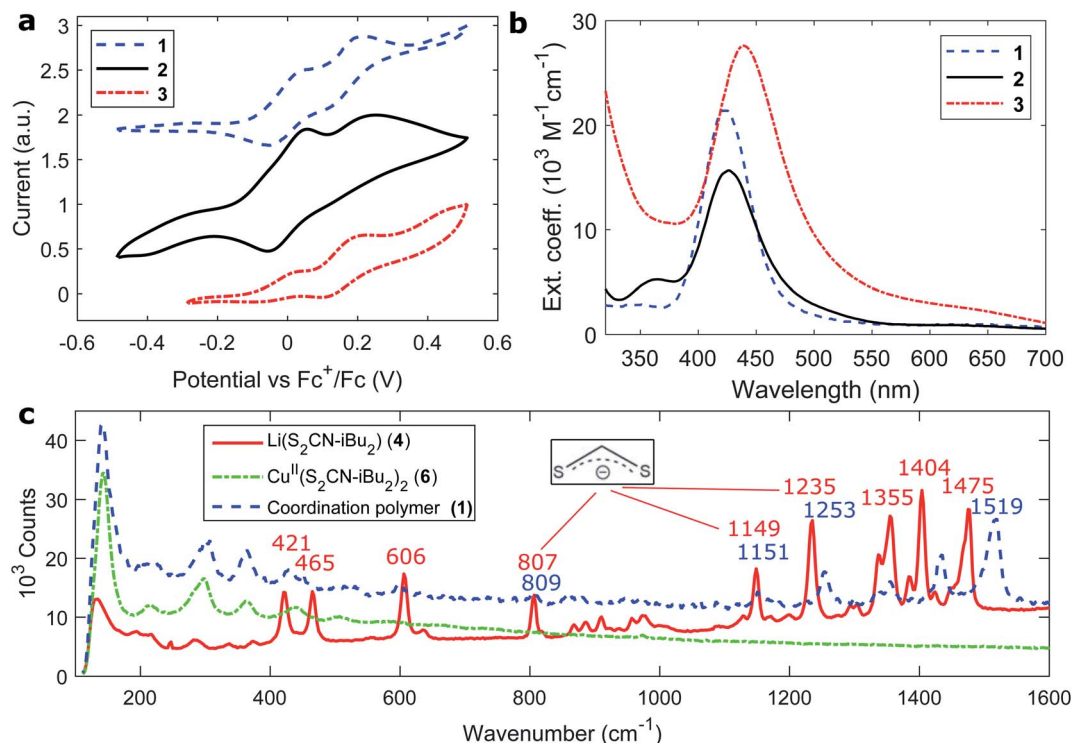 a
1
2
3
Current (a.u.)
3
2.5
2
1.5
1
0.5
0
-0.6 -0.4 -0.2 0 0.2 0.4 0.6
Potential vs Fc⁺/Fc (V)
b
1
2
3
Ext. coeff. (10³ M⁻¹cm⁻¹)
30
20
10
0
350 400 450 500 550 600 650 700
Wavelength (nm)
c
Li(S₂CN-iBu₂) (4)
Cuᴵᴵ(S₂CN-iBu₂)₂ (6)
Coordination polymer (1)
S S
⊖
421
465
606
807
809
1149
1151
1235
1253
1355
1404
1475
1519
10³ Counts
40
30
20
10
0
200 400 600 800 1000 1200 1400 1600
Wavenumber (cm⁻¹)